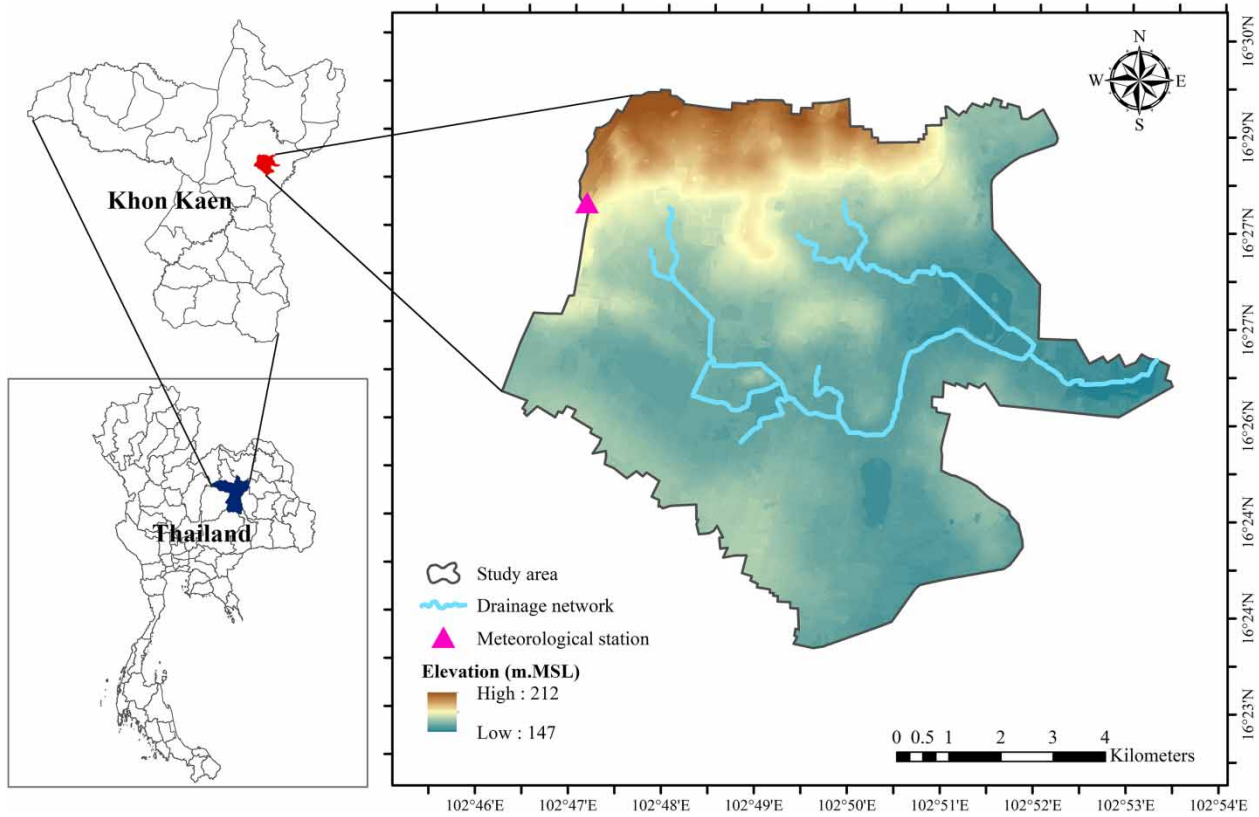 Khon Kaen
Thailand
N
W E
S
Study area
Drainage network
Meteorological station
Elevation (m.MSL)
High : 212
Low : 147
0 0.5 1 2 3 4
Kilometers
16°30'N
16°29'N
16°27'N
16°27'N
16°26'N
16°24'N
16°24'N
16°23'N
102°46'E 102°47'E 102°48'E 102°49'E 102°50'E 102°51'E 102°52'E 102°53'E 102°54'E